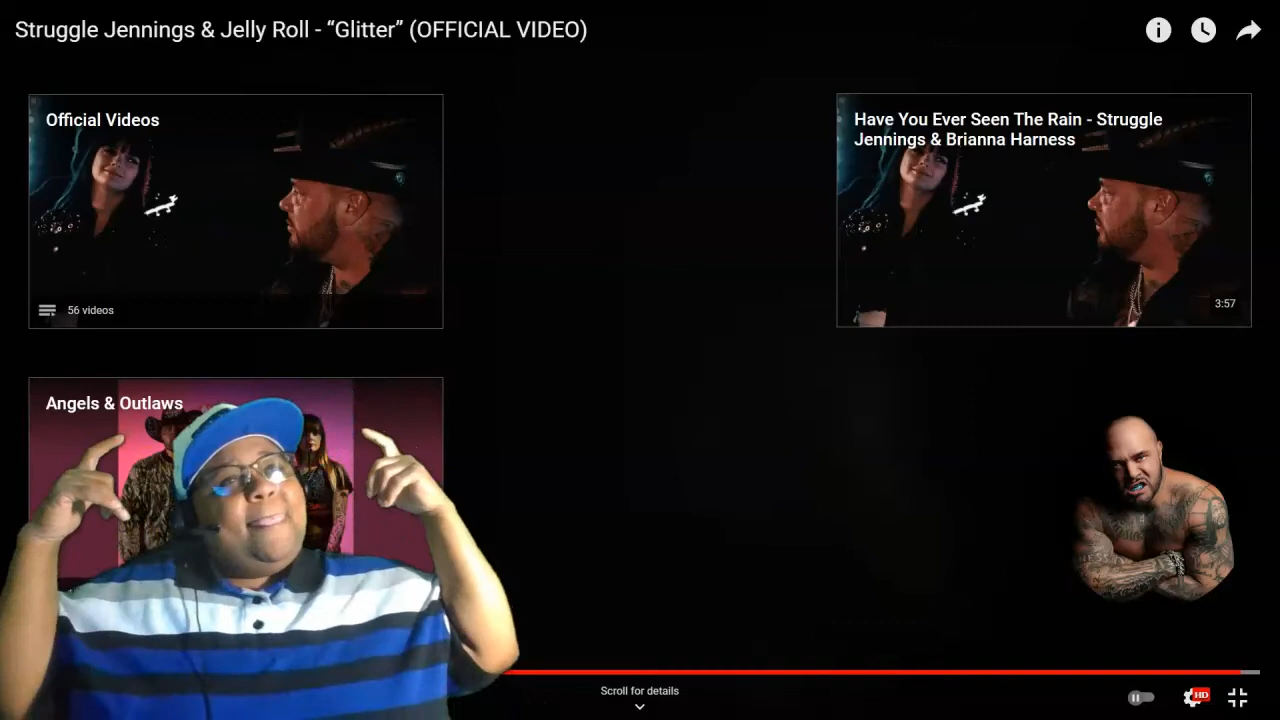 Struggle Jennings & Jelly Roll - “Glitter” (OFFICIAL VIDEO)
Official Videos
56 videos
Have You Ever Seen The Rain - Struggle
Jennings & Brianna Harness
3:57
Angels & Outlaws
Scroll for details
HD